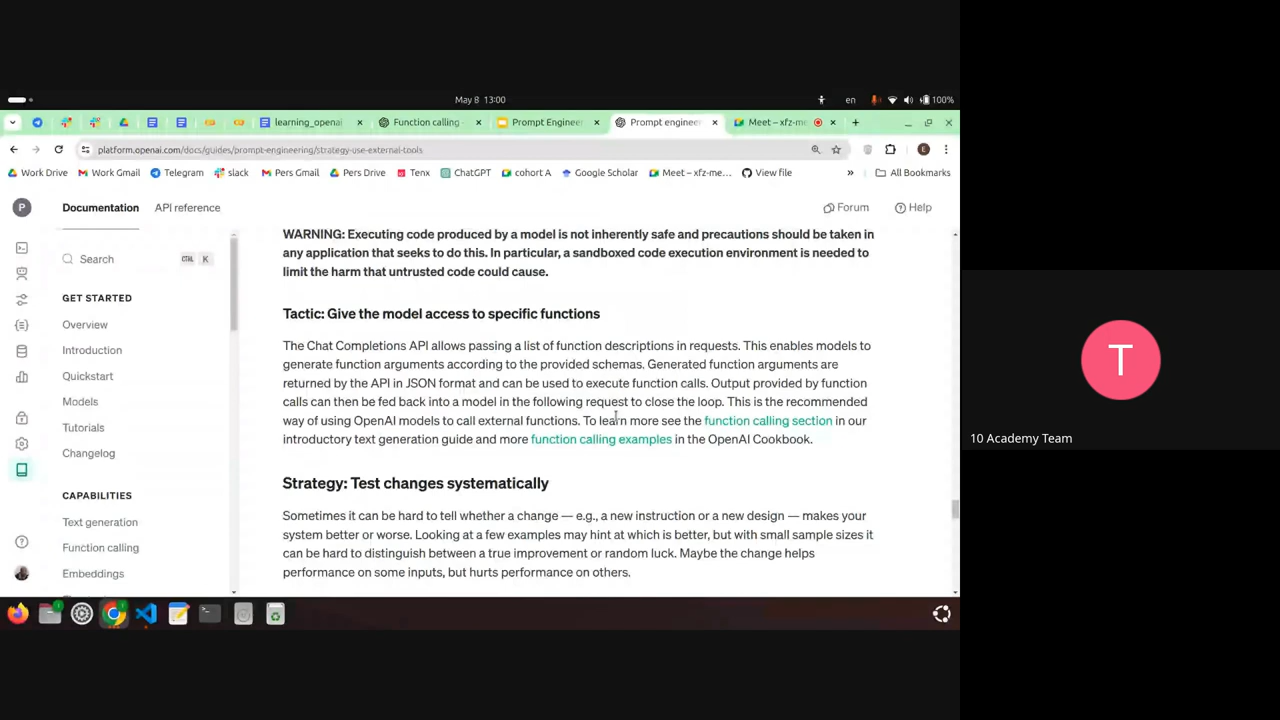 May 8 13:00
en
100%
learning_openai
Function calling
Prompt Engineer
Prompt engineer
Meet – xfz-me
platform.openai.com/docs/guides/prompt-engineering/strategy-use-external-tools
E
Work Drive
Work Gmail
Telegram
slack
Pers Gmail
Pers Drive
Tenx
ChatGPT
cohort A
Google Scholar
Meet – xfz-me...
View file
»
All Bookmarks
P
Documentation
API reference
Forum
Help
Search
CTRL K
GET STARTED
Overview
Introduction
Quickstart
Models
Tutorials
Changelog
CAPABILITIES
Text generation
Function calling
Embeddings
WARNING: Executing code produced by a model is not inherently safe and precautions should be taken in
any application that seeks to do this. In particular, a sandboxed code execution environment is needed to
limit the harm that untrusted code could cause.
Tactic: Give the model access to specific functions
The Chat Completions API allows passing a list of function descriptions in requests. This enables models to
generate function arguments according to the provided schemas. Generated function arguments are
returned by the API in JSON format and can be used to execute function calls. Output provided by function
calls can then be fed back into a model in the following request to close the loop. This is the recommended
way of using OpenAI models to call external functions. To learn more see the function calling section in our
introductory text generation guide and more function calling examples in the OpenAI Cookbook.
Strategy: Test changes systematically
Sometimes it can be hard to tell whether a change — e.g., a new instruction or a new design — makes your
system better or worse. Looking at a few examples may hint at which is better, but with small sample sizes it
can be hard to distinguish between a true improvement or random luck. Maybe the change helps
performance on some inputs, but hurts performance on others.
T
10 Academy Team